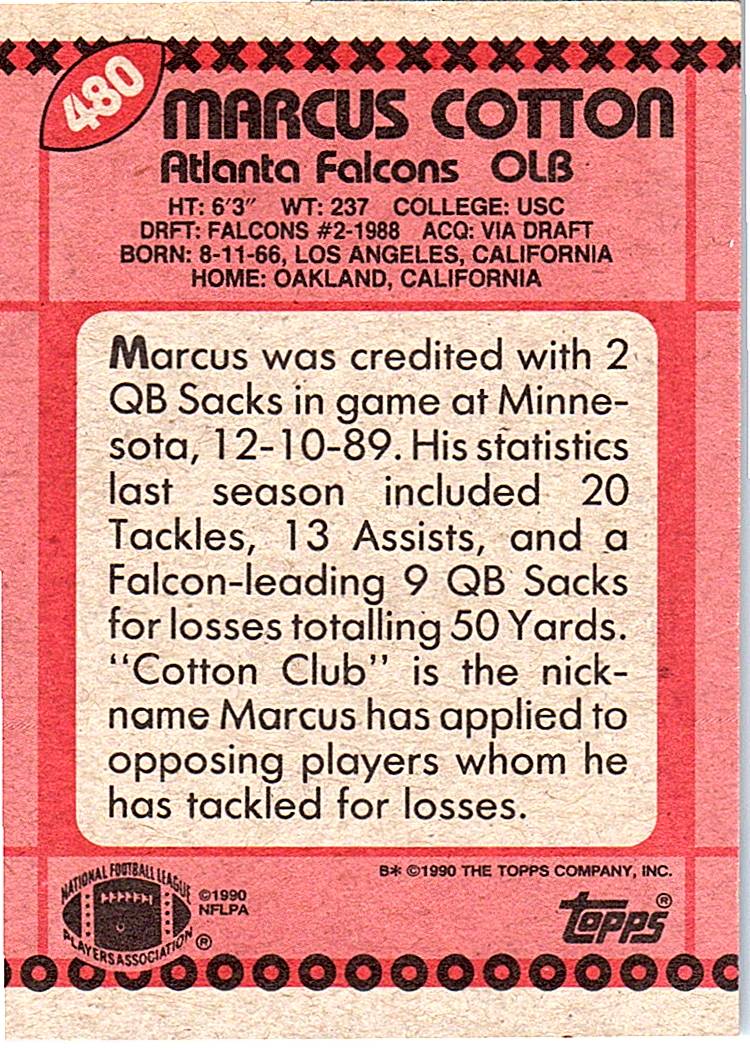 480
MARCUS COTTON
Atlanta Falcons OLB
HT: 6'3" WT: 237 COLLEGE: USC
DRFT: FALCONS #2-1988 ACQ: VIA DRAFT
BORN: 8-11-66, LOS ANGELES, CALIFORNIA
HOME: OAKLAND, CALIFORNIA
Marcus was credited with 2
QB Sacks in game at Minne-
sota, 12-10-89. His statistics
last season included 20
Tackles, 13 Assists, and a
Falcon-leading 9 QB Sacks
for losses totalling 50 Yards.
"Cotton Club" is the nick-
name Marcus has applied to
opposing players whom he
has tackled for losses.
B* ©1990 THE TOPPS COMPANY, INC.
NATIONAL FOOTBALL LEAGUE
PLAYERS ASSOCIATION ®
©1990
NFLPA
Topps ®